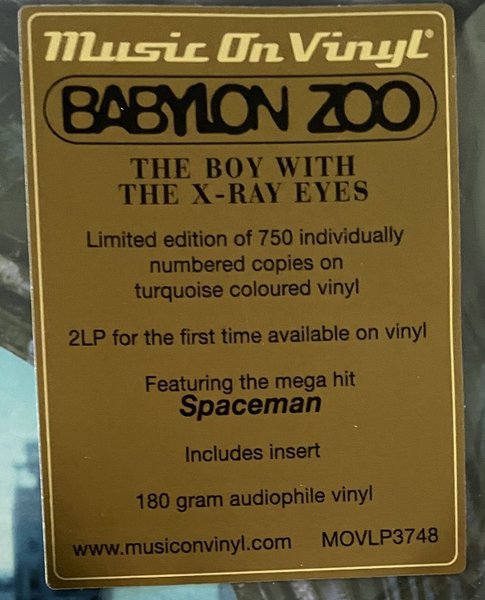 Music On Vinyl®
BABYLON ZOO
THE BOY WITH
THE X-RAY EYES
Limited edition of 750 individually
numbered copies on
turquoise coloured vinyl
2LP for the first time available on vinyl
Featuring the mega hit
Spaceman
Includes insert
180 gram audiophile vinyl
www.musiconvinyl.com MOVLP3748